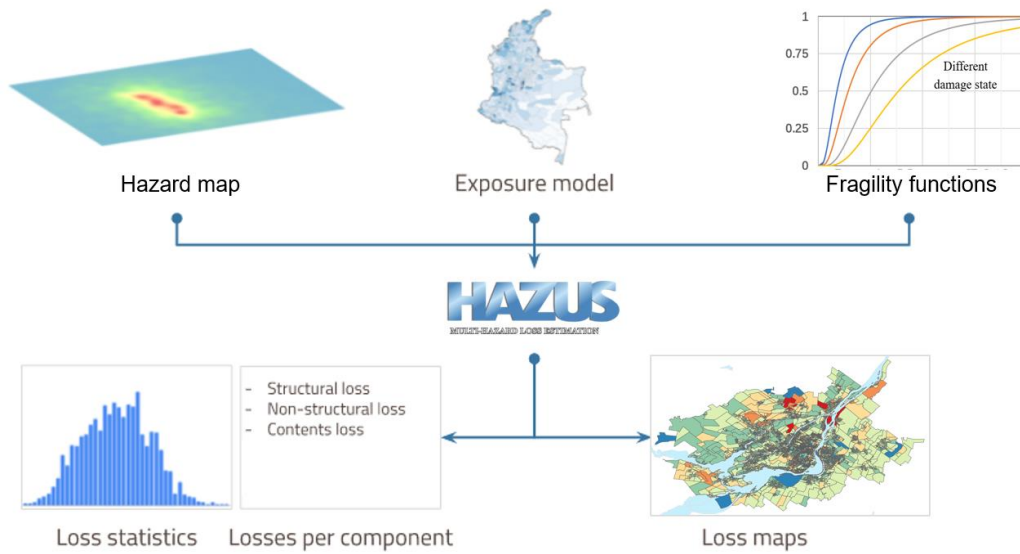 1
0.75
0.5
0.25
0
Different
damage state
Hazard map
Exposure model
Fragility functions
HAZUS
MULTI-HAZARD LOSS ESTIMATION
- Structural loss
- Non-structural loss
- Contents loss
Loss statistics
Losses per component
Loss maps